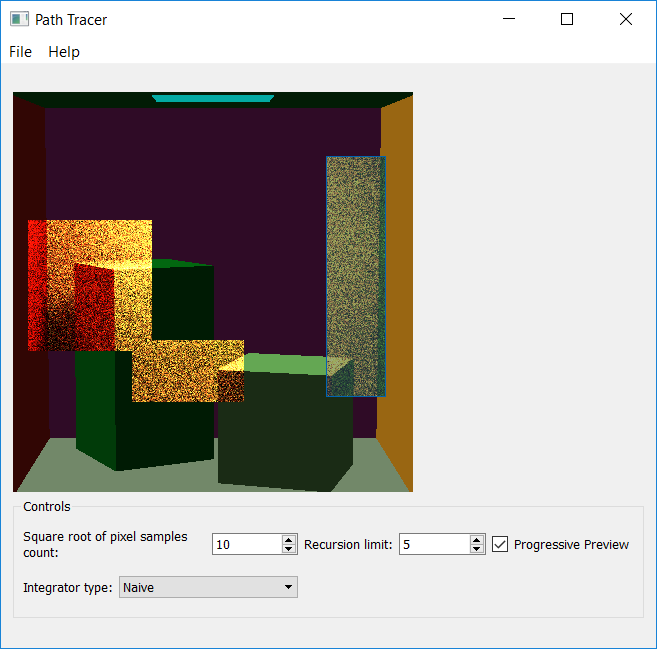 Path Tracer
File Help
Controls
Square root of pixel samples
count:
10
Recursion limit:
5
Progressive Preview
Integrator type:
Naive